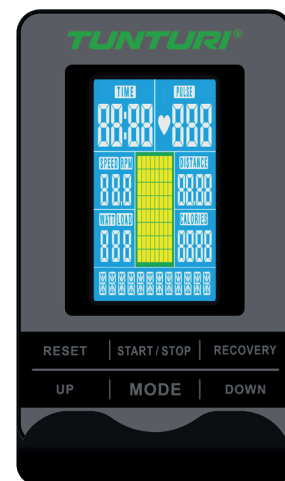 TUNTURI®
TIME PULSE
88:88 888
SPEED RPM DISTANCE
88.8 88.88
WATT LOAD CALORIES
888 8888
RESET START / STOP RECOVERY
UP MODE DOWN